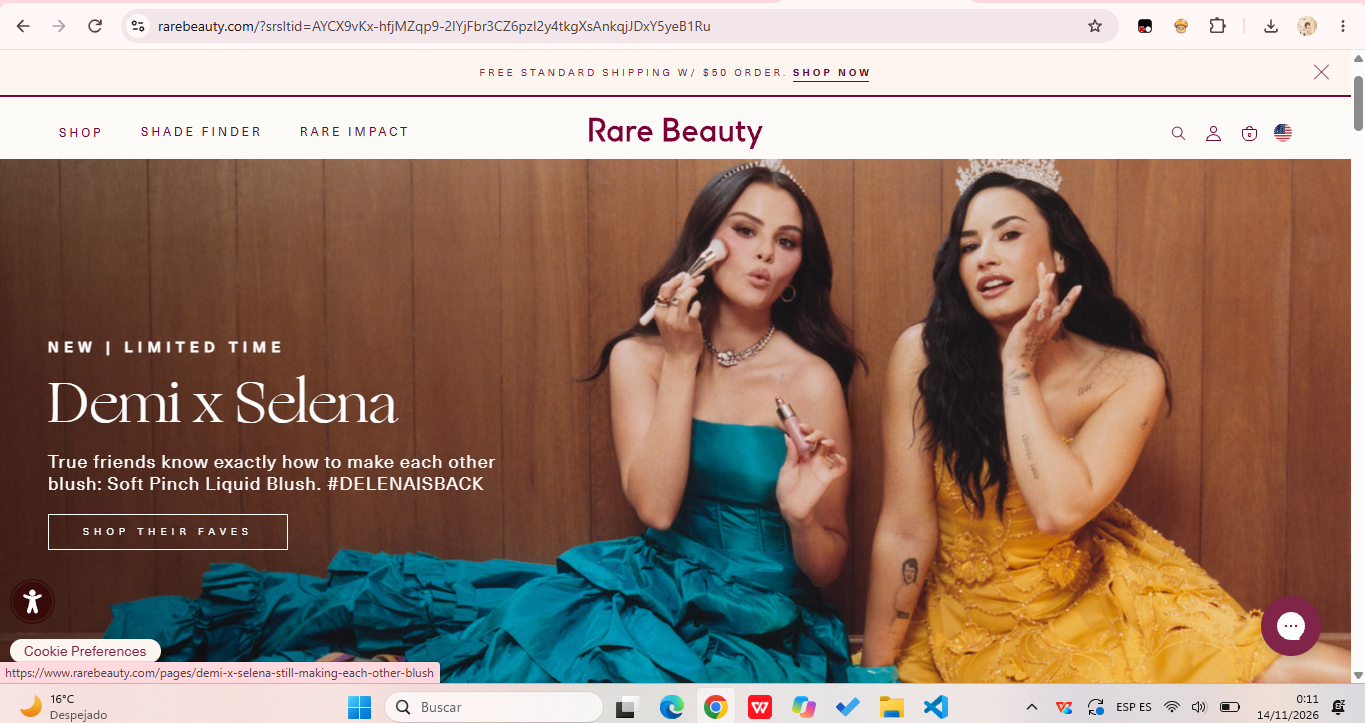 rarebeauty.com/?srsltid=AYCX9vKx-hfjMZqp9-2IYjFbr3CZ6pzI2y4tkgXsAnkqjJDxY5yeB1Ru
FREE STANDARD SHIPPING W/ $50 ORDER. SHOP NOW
SHOP SHADE FINDER RARE IMPACT Rare Beauty 0
NEW | LIMITED TIME
Demi x Selena
True friends know exactly how to make each other
blush: Soft Pinch Liquid Blush. #DELENAISBACK
SHOP THEIR FAVES
Cookie Preferences
https://www.rarebeauty.com/pages/demi-x-selena-still-making-each-other-blush
16°C
Despejado
Buscar
ESP ES
0:11
14/11/2026